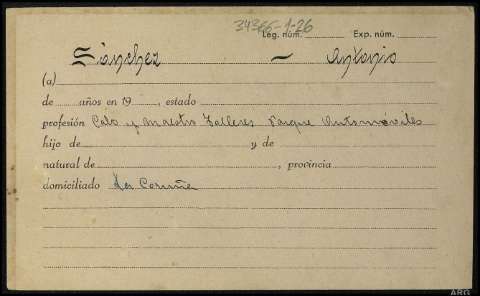 34366-1-26
Leg. núm. Exp. núm.
Sánchez — Antonio
(a)
de años en 19 , estado
profesión Cabo y Maestro Talleres Parque Automóviles
hijo de y de
natural de , provincia
domiciliado La Coruña
ARG